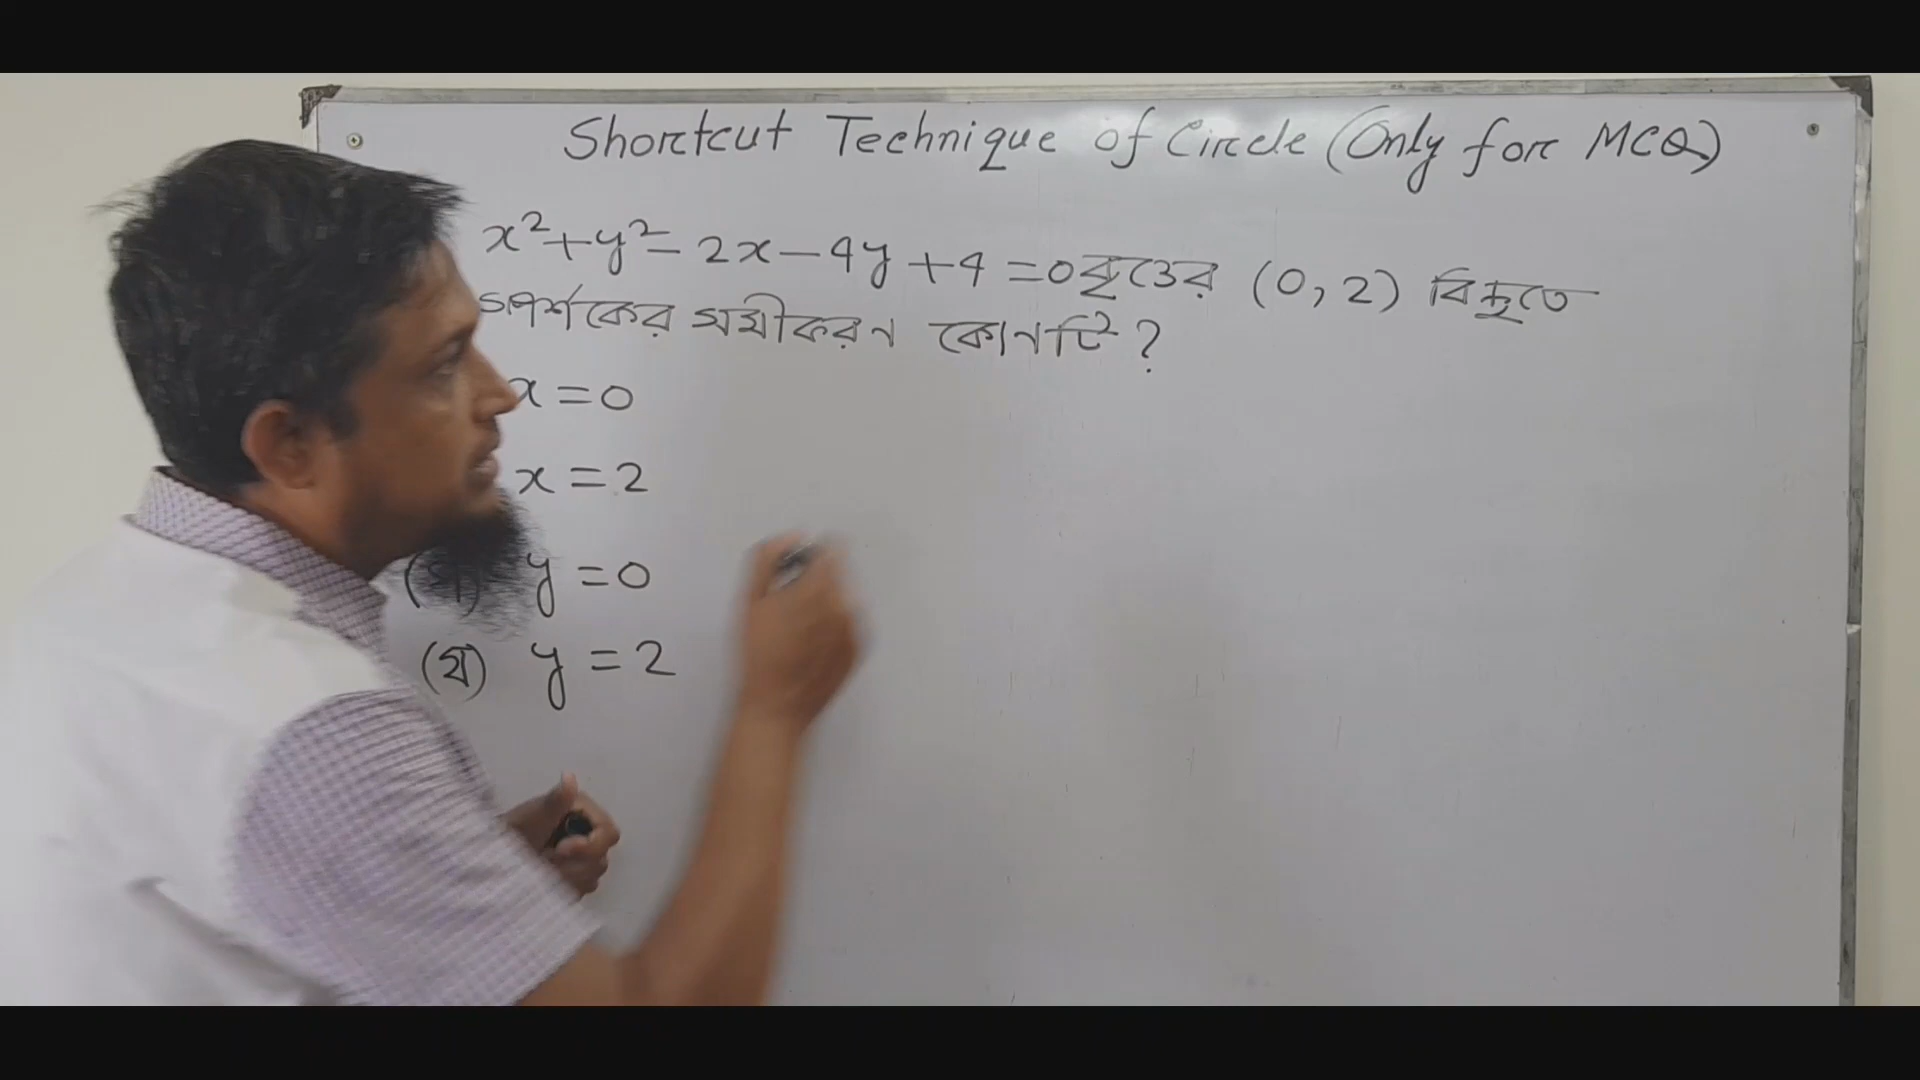 Shortcut Technique of Circle (Only for MCQ)
x²+y²-2x-4y+4=0 বৃত্তের (0,2) বিন্দুতে
স্পর্শকের সমীকরণ কোনটি?
x=0
x=2
y=0
(ঘ) y=2